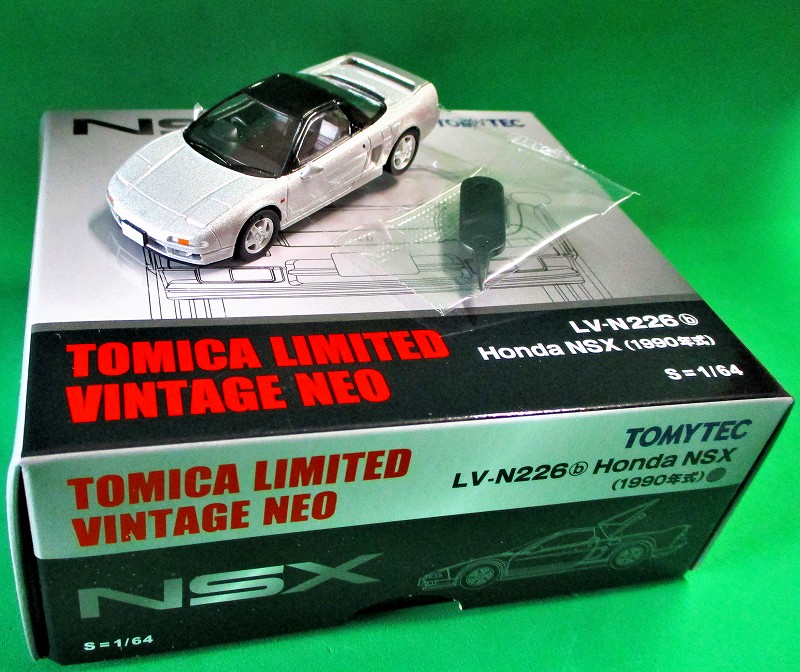 NS
TOMYTEC
TOMICA LIMITED
VINTAGE NEO
LV-N226ⓑ
Honda NSX (1990年式)
S=1/64
TOMICA LIMITED
VINTAGE NEO
TOMYTEC
LV-N226ⓑ Honda NSX
(1990年式)
NSX
S=1/64